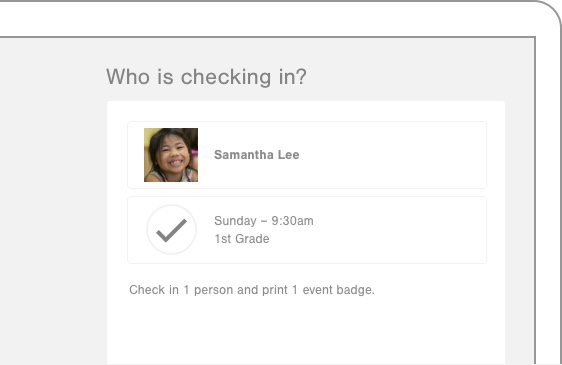 Who is checking in?
Samantha Lee
Sunday – 9:30am
1st Grade
Check in 1 person and print 1 event badge.